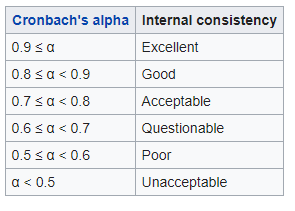 Cronbach's alpha Internal consistency
0.9 ≤ α Excellent
0.8 ≤ α < 0.9 Good
0.7 ≤ α < 0.8 Acceptable
0.6 ≤ α < 0.7 Questionable
0.5 ≤ α < 0.6 Poor
α < 0.5 Unacceptable